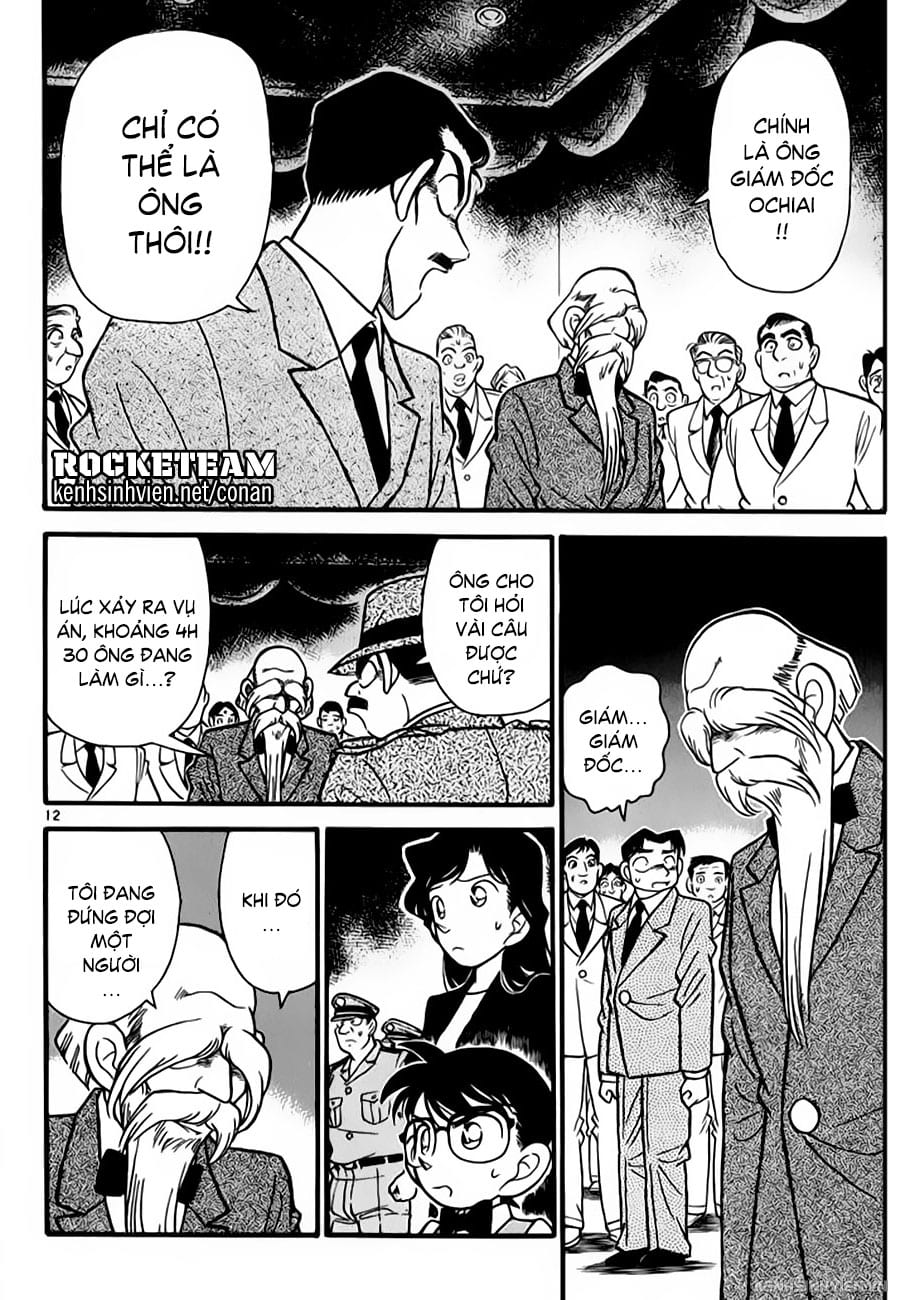 CHÍNH
LÀ ÔNG
GIÁM ĐỐC
OCHIAI
!!
CHỈ CÓ
THỂ LÀ
ÔNG
THÔI!!
ROCKETEAM
kenhsinhvien.net/conan
GIÁM...
GIÁM
ĐỐC...
ÔNG CHO
TÔI HỎI
VÀI CÂU
ĐƯỢC
CHỨ?
LÚC XẢY RA VỤ
ÁN, KHOẢNG 4H
30 ÔNG ĐANG
LÀM GÌ...?
12
KHI ĐÓ
...
TÔI ĐANG
ĐỨNG ĐỢI
MỘT
NGƯỜI
...
KENHSINHVIEN.VN